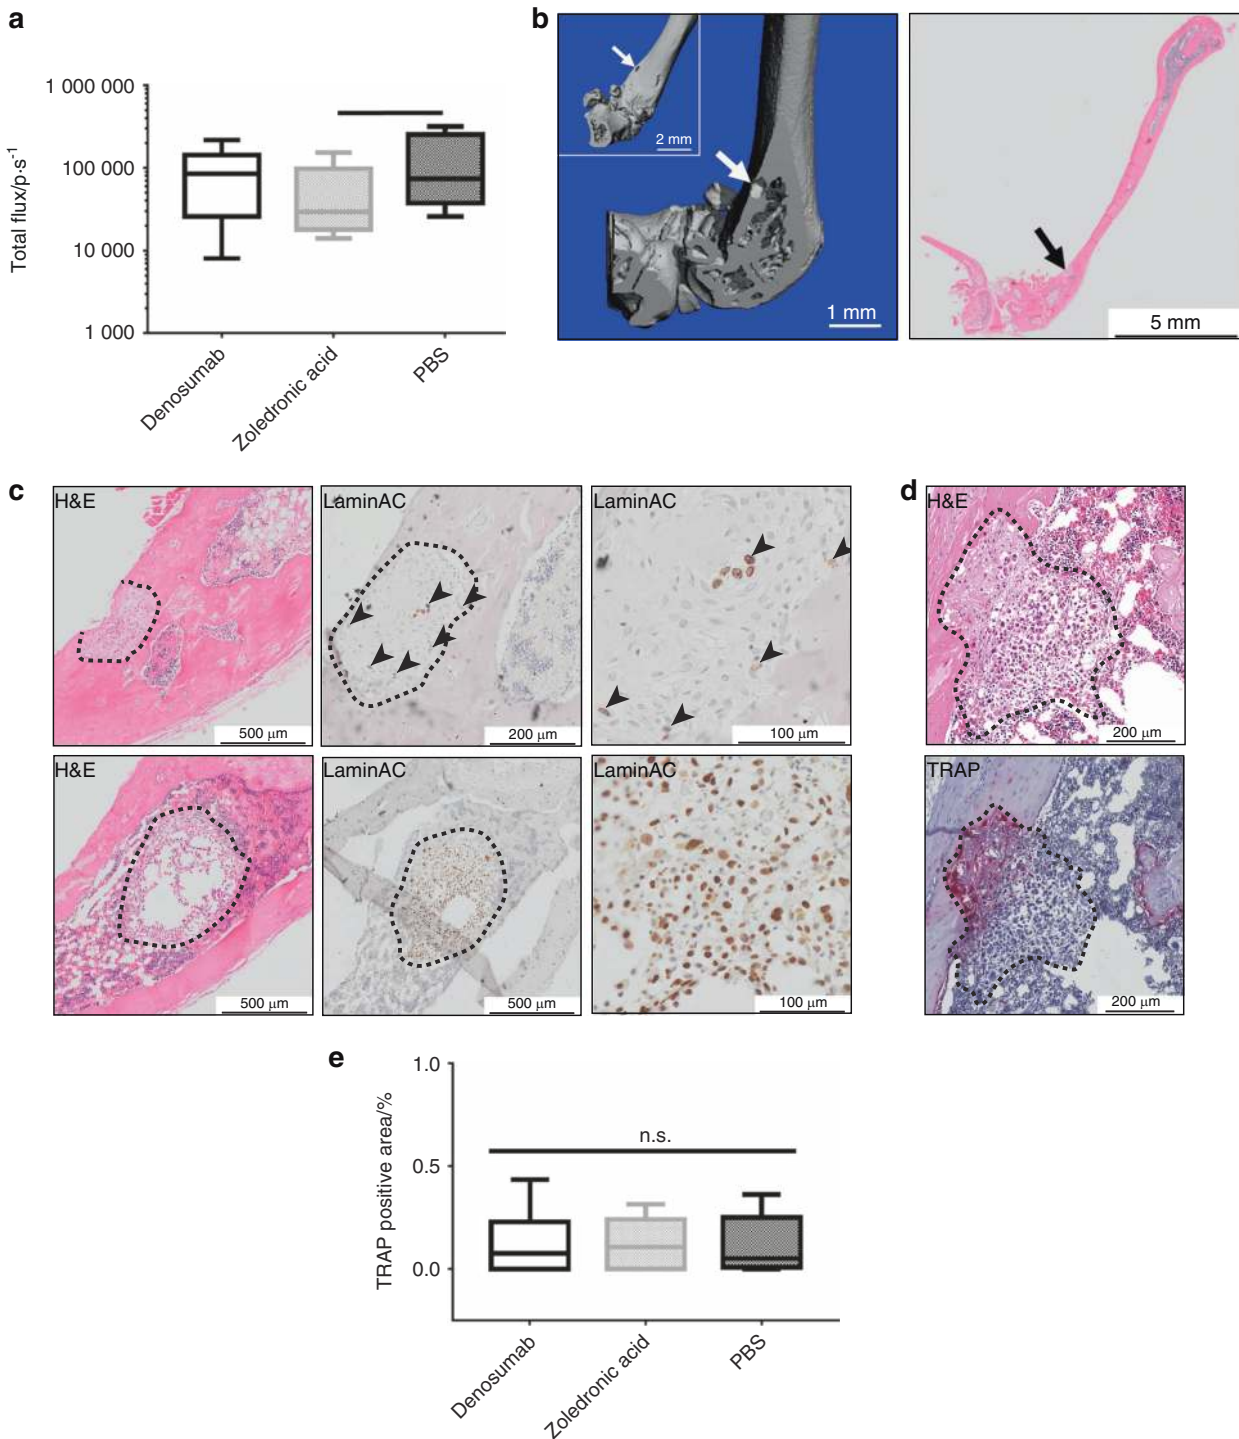 a
1 000 000
100 000
10 000
1 000
Total flux/p·s⁻¹
Denosumab
Zoledronic acid
PBS
b
2 mm
1 mm
5 mm
c
H&E
500 μm
LaminAC
200 μm
LaminAC
100 μm
H&E
500 μm
LaminAC
500 μm
LaminAC
100 μm
d
H&E
200 μm
TRAP
200 μm
e
1.0
0.5
0.0
TRAP positive area/%
n.s.
Denosumab
Zoledronic acid
PBS